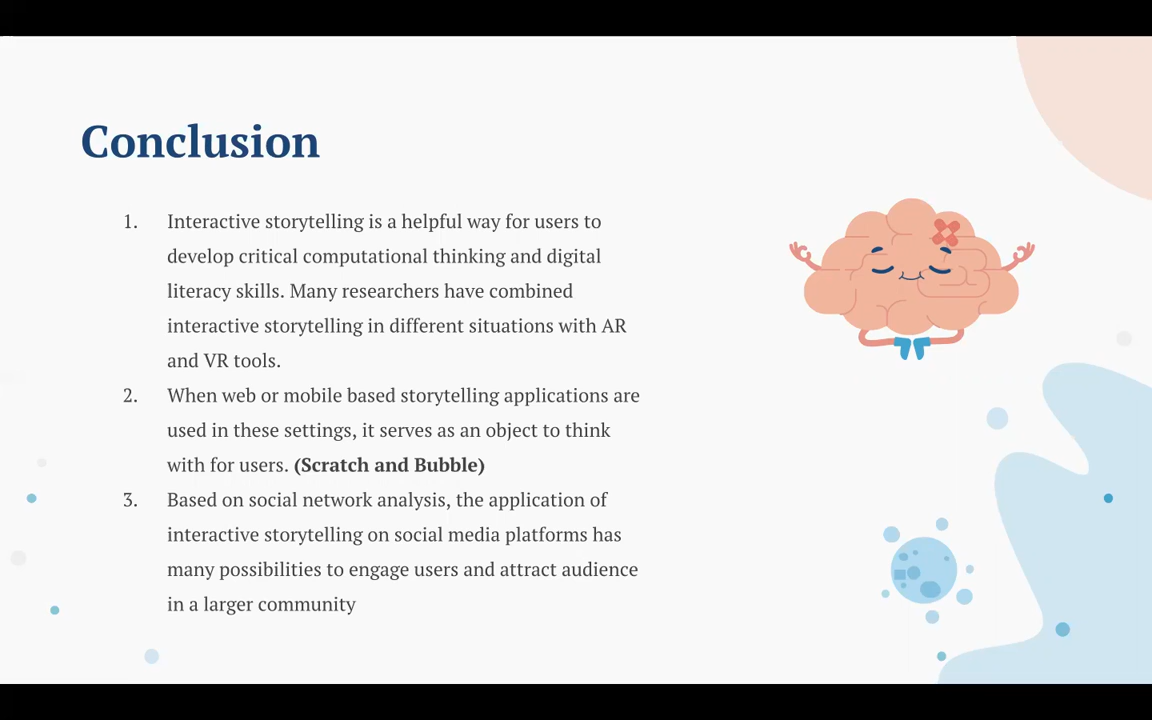 Conclusion
1. Interactive storytelling is a helpful way for users to
develop critical computational thinking and digital
literacy skills. Many researchers have combined
interactive storytelling in different situations with AR
and VR tools.
2. When web or mobile based storytelling applications are
used in these settings, it serves as an object to think
with for users. (Scratch and Bubble)
3. Based on social network analysis, the application of
interactive storytelling on social media platforms has
many possibilities to engage users and attract audience
in a larger community